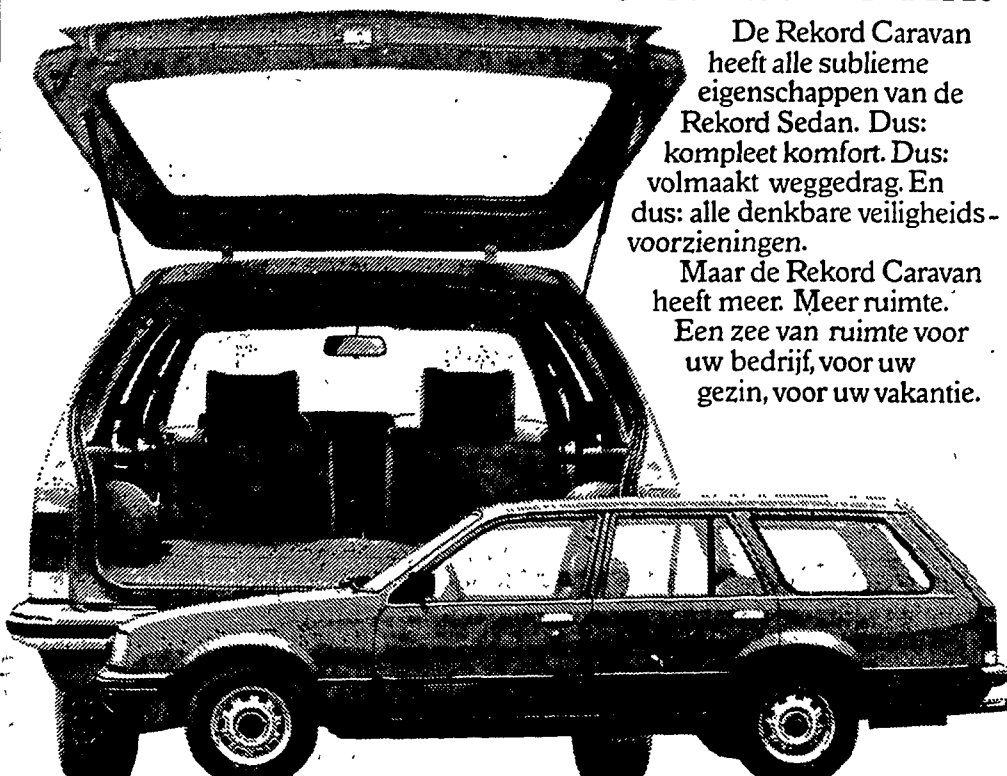 De Rekord Caravan
heeft alle sublieme
eigenschappen van de
Rekord Sedan. Dus:
kompleet komfort. Dus:
volmaakt weggedrag. En
dus: alle denkbare veiligheids-
voorzieningen.
Maar de Rekord Caravan
heeft meer. Meer ruimte.
Een zee van ruimte voor
uw bedrijf, voor uw
gezin, voor uw vakantie.